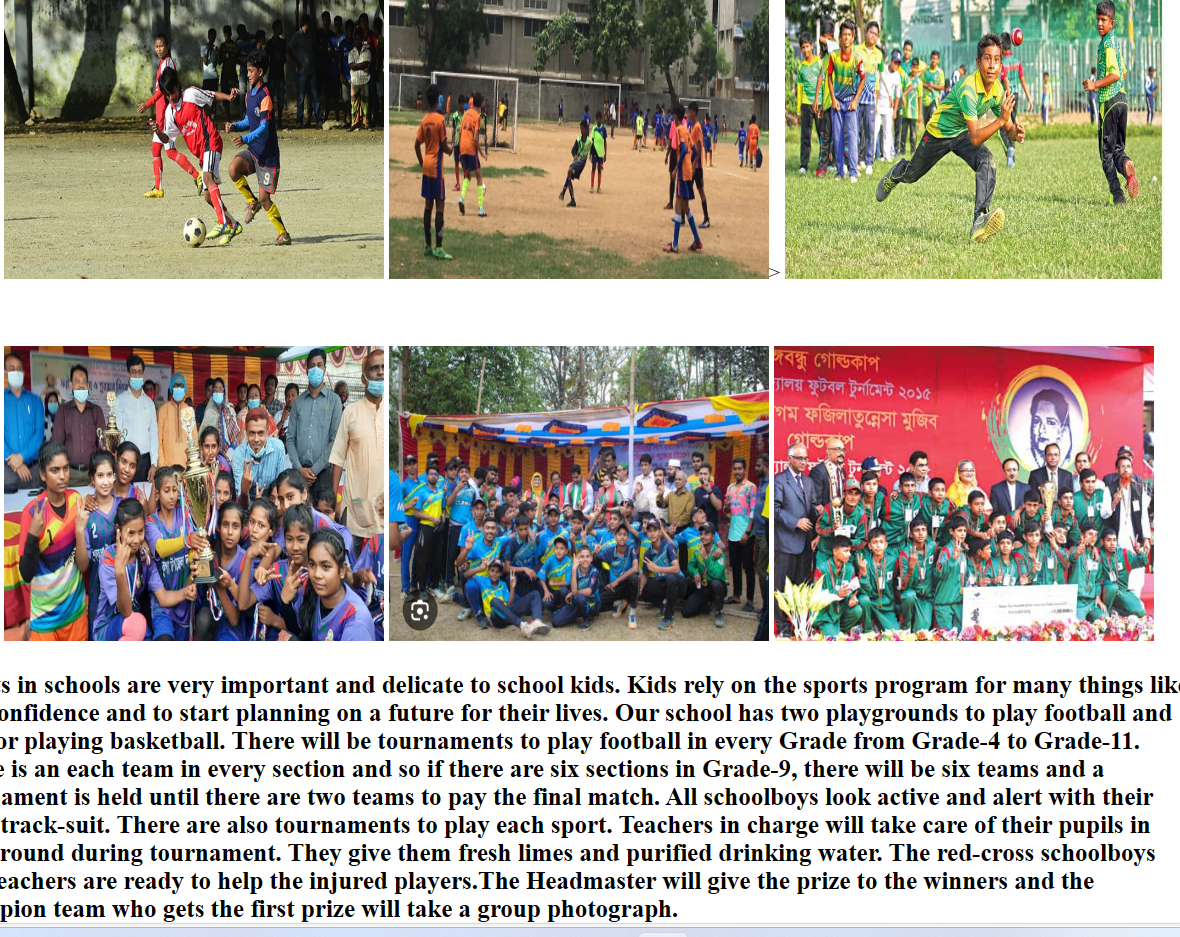 9
>
বন্ধু গোল্ডকাপ
ফুটবল টুর্নামেন্ট ২০১৫
ফজিলাতুন্নেসা মুজিব
গোল্ডকাপ
s in schools are very important and delicate to school kids. Kids rely on the sports program for many things like
onfidence and to start planning on a future for their lives. Our school has two playgrounds to play football and
or playing basketball. There will be tournaments to play football in every Grade from Grade-4 to Grade-11.
e is an each team in every section and so if there are six sections in Grade-9, there will be six teams and a
ament is held until there are two teams to pay the final match. All schoolboys look active and alert with their
track-suit. There are also tournaments to play each sport. Teachers in charge will take care of their pupils in
round during tournament. They give them fresh limes and purified drinking water. The red-cross schoolboys
eachers are ready to help the injured players.The Headmaster will give the prize to the winners and the
pion team who gets the first prize will take a group photograph.